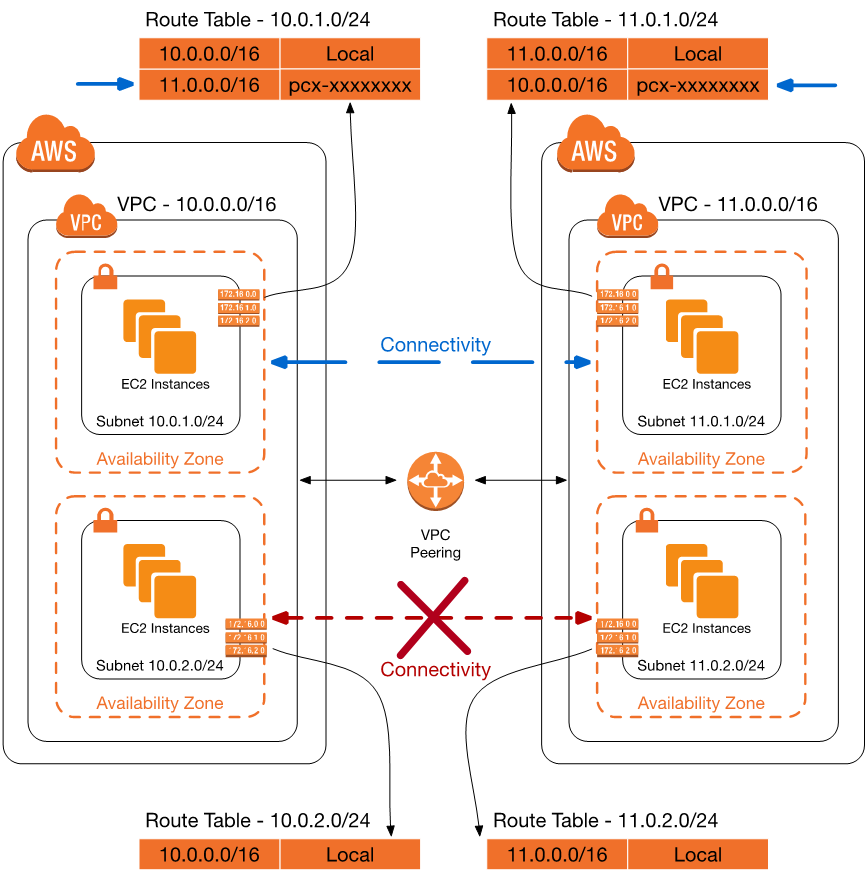 Route Table - 10.0.1.0/24
Route Table - 11.0.1.0/24
10.0.0.0/16 Local
11.0.0.0/16 pcx-xxxxxxxx
11.0.0.0/16 Local
10.0.0.0/16 pcx-xxxxxxxx
AWS
AWS
VPC
VPC - 10.0.0.0/16
VPC
VPC - 11.0.0.0/16
172.16.0.0
172.16.1.0
172.16.2.0
172.16.0.0
172.16.1.0
172.16.2.0
Connectivity
EC2 Instances
EC2 Instances
Subnet 10.0.1.0/24
Subnet 11.0.1.0/24
Availability Zone
Availability Zone
VPC
Peering
EC2 Instances
EC2 Instances
172.16.0.0
172.16.1.0
172.16.2.0
172.16.0.0
172.16.1.0
172.16.2.0
Subnet 10.0.2.0/24
Subnet 11.0.2.0/24
Connectivity
Availability Zone
Availability Zone
Route Table - 10.0.2.0/24
Route Table - 11.0.2.0/24
10.0.0.0/16 Local
11.0.0.0/16 Local